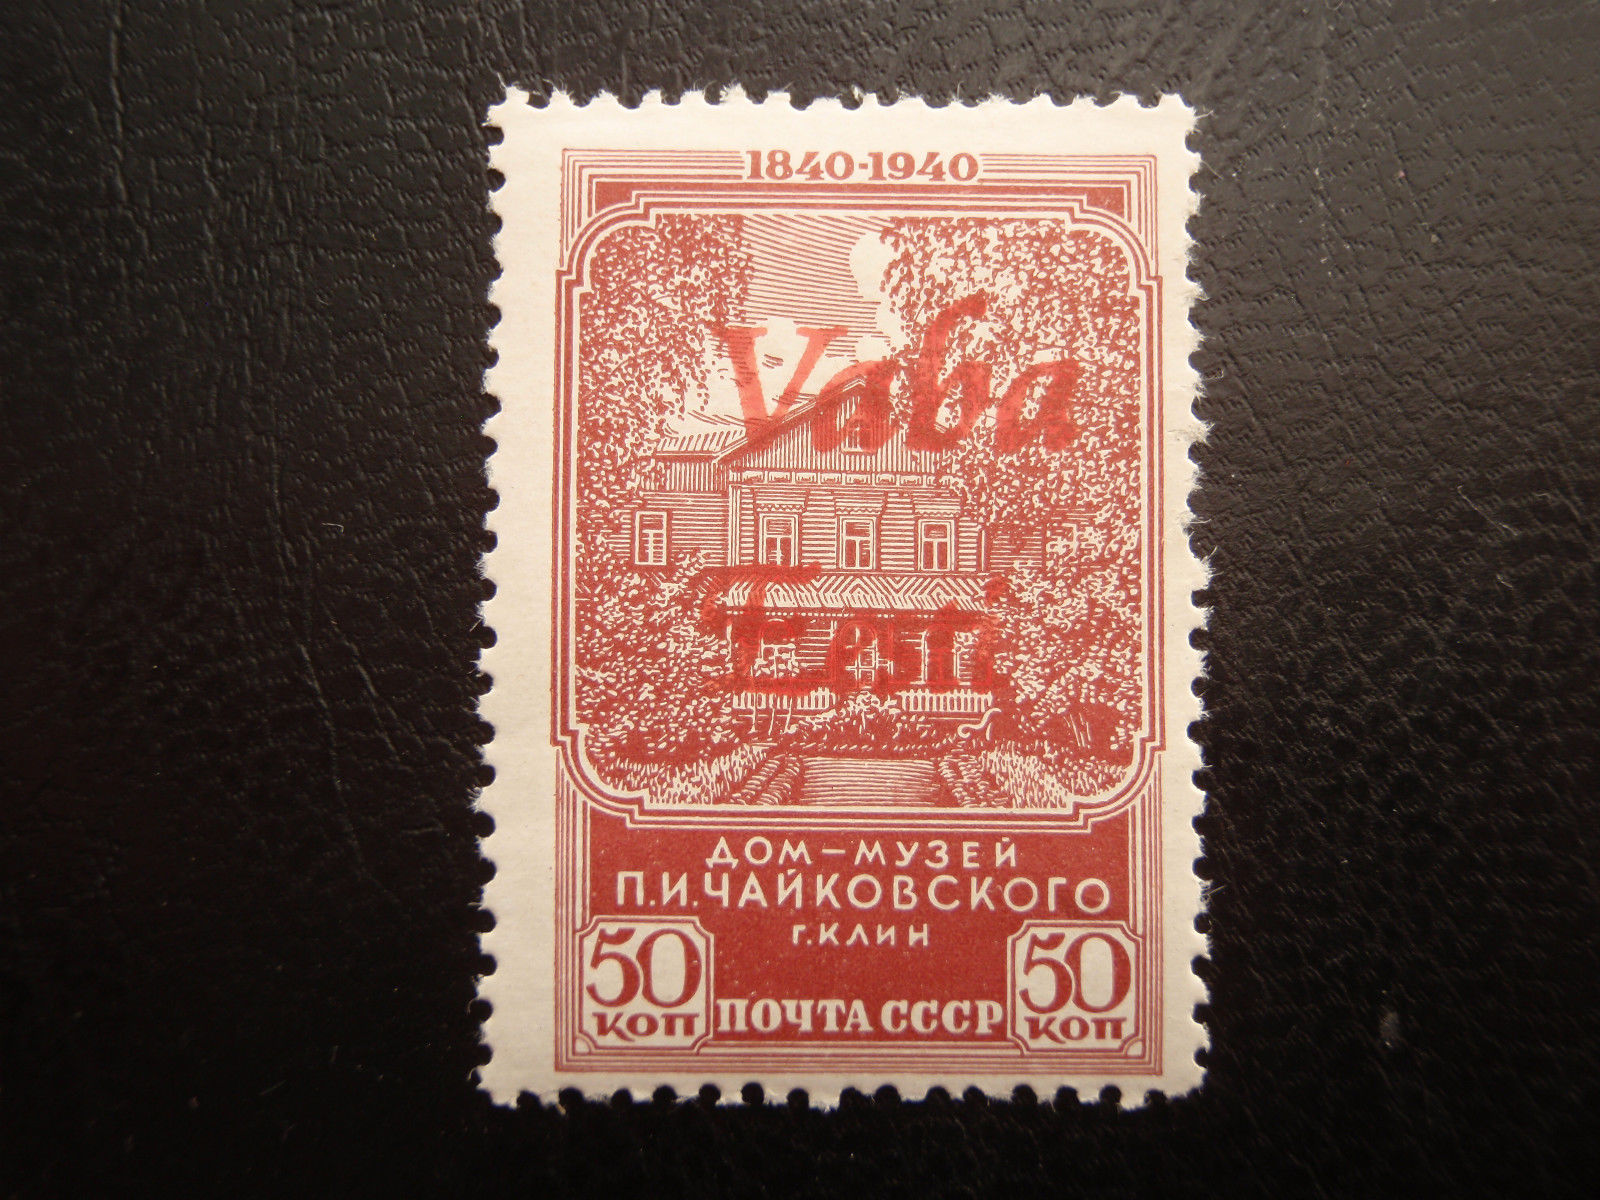 1840-1940
Vaba
Eesti
ДОМ-МУЗЕЙ
П.И.ЧАЙКОВСКОГО
Г.КЛИН
50 КОП ПОЧТА СССР 50 КОП